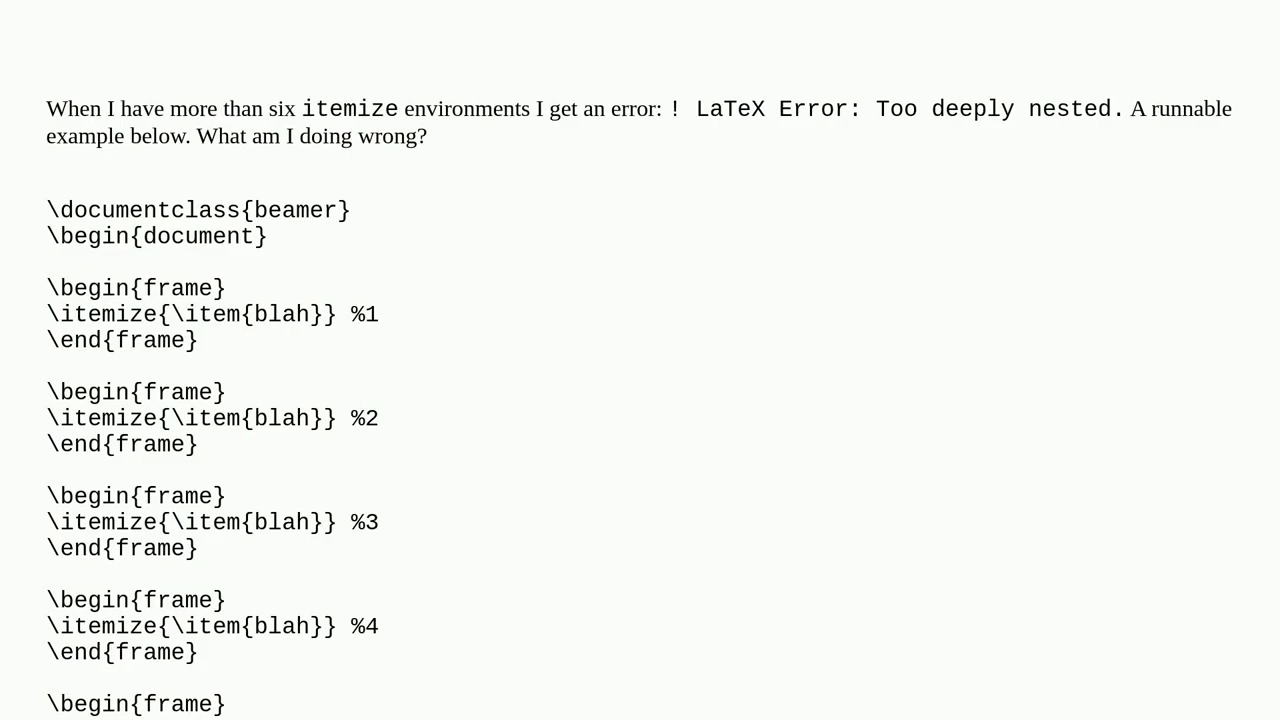 When I have more than six itemize environments I get an error: ! LaTeX Error: Too deeply nested. A runnable
example below. What am I doing wrong?
\documentclass{beamer}
\begin{document}
\begin{frame}
\itemize{\item{blah}} %1
\end{frame}
\begin{frame}
\itemize{\item{blah}} %2
\end{frame}
\begin{frame}
\itemize{\item{blah}} %3
\end{frame}
\begin{frame}
\itemize{\item{blah}} %4
\end{frame}
\begin{frame}